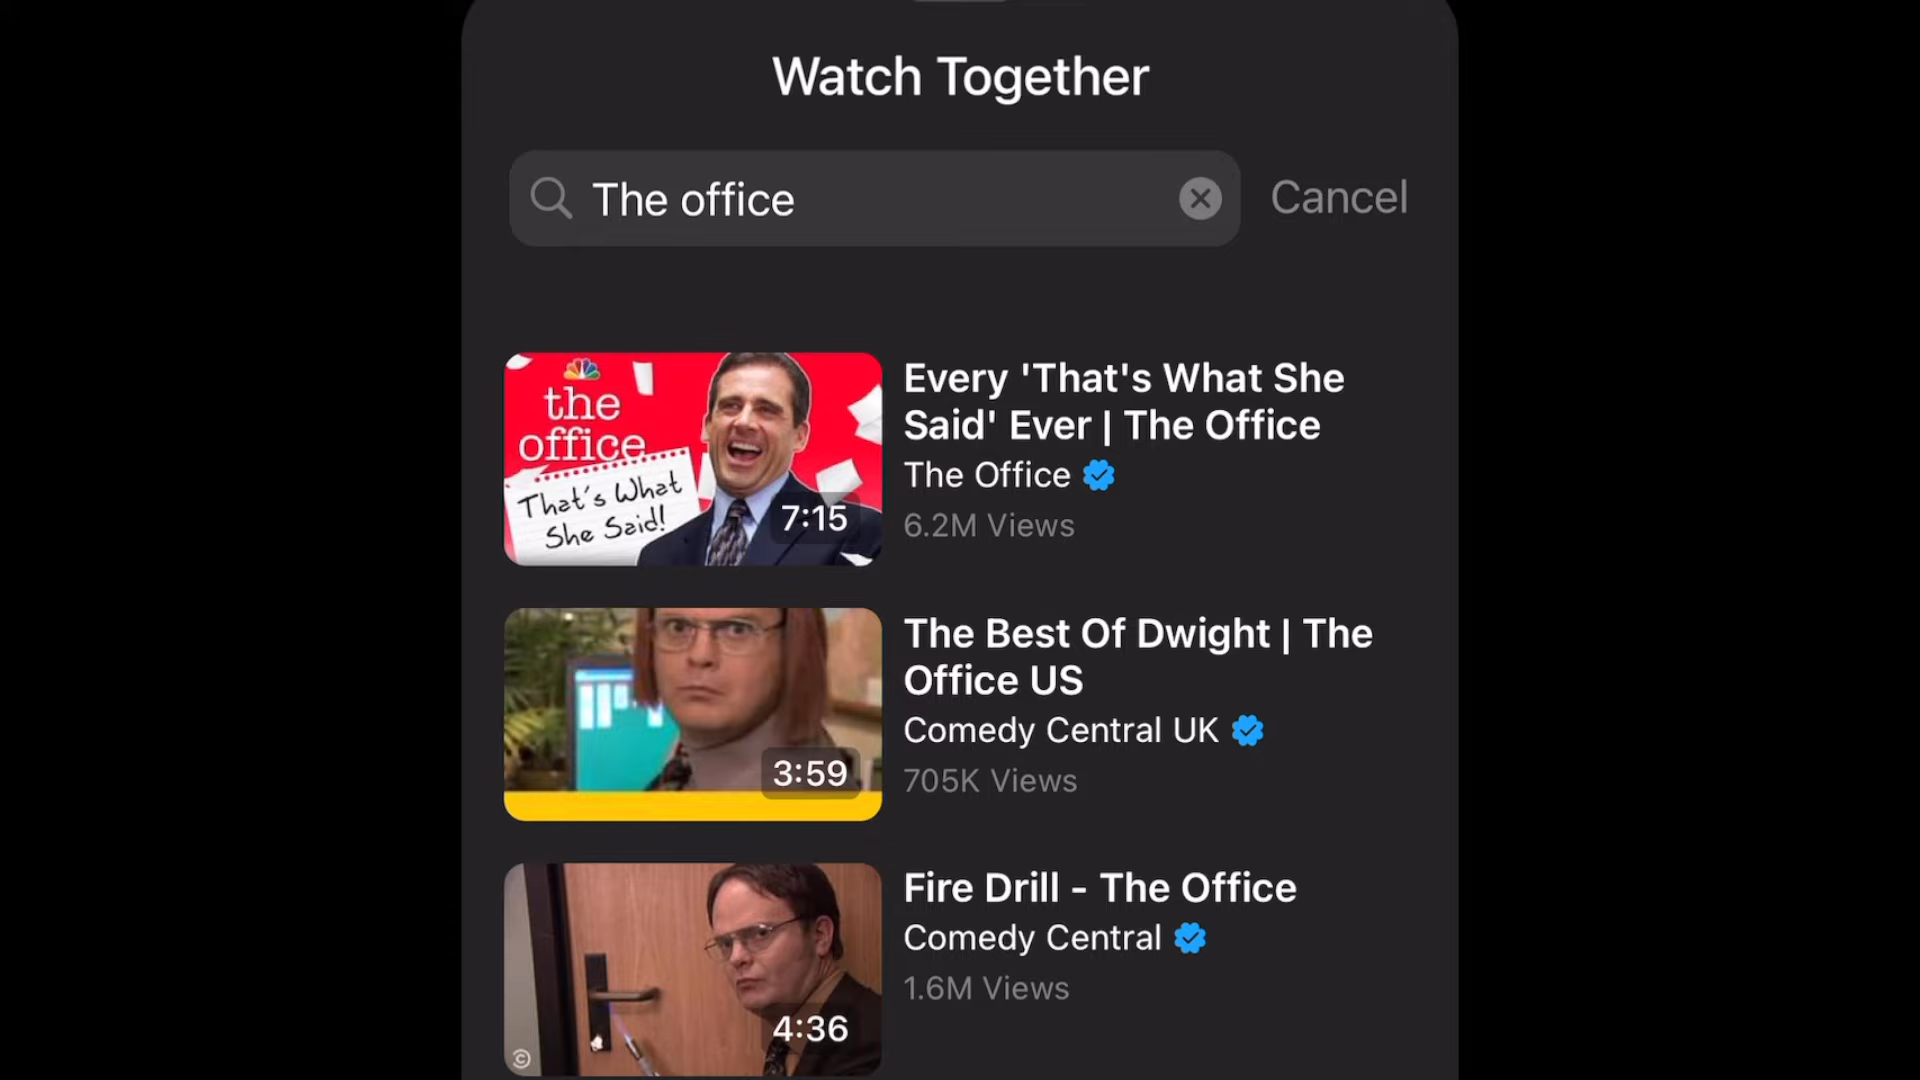 Watch Together
The office
Cancel
the
office
That's What
She Said!
7:15
Every 'That's What She
Said' Ever | The Office
The Office
6.2M Views
3:59
The Best Of Dwight | The
Office US
Comedy Central UK
705K Views
4:36
Fire Drill - The Office
Comedy Central
1.6M Views